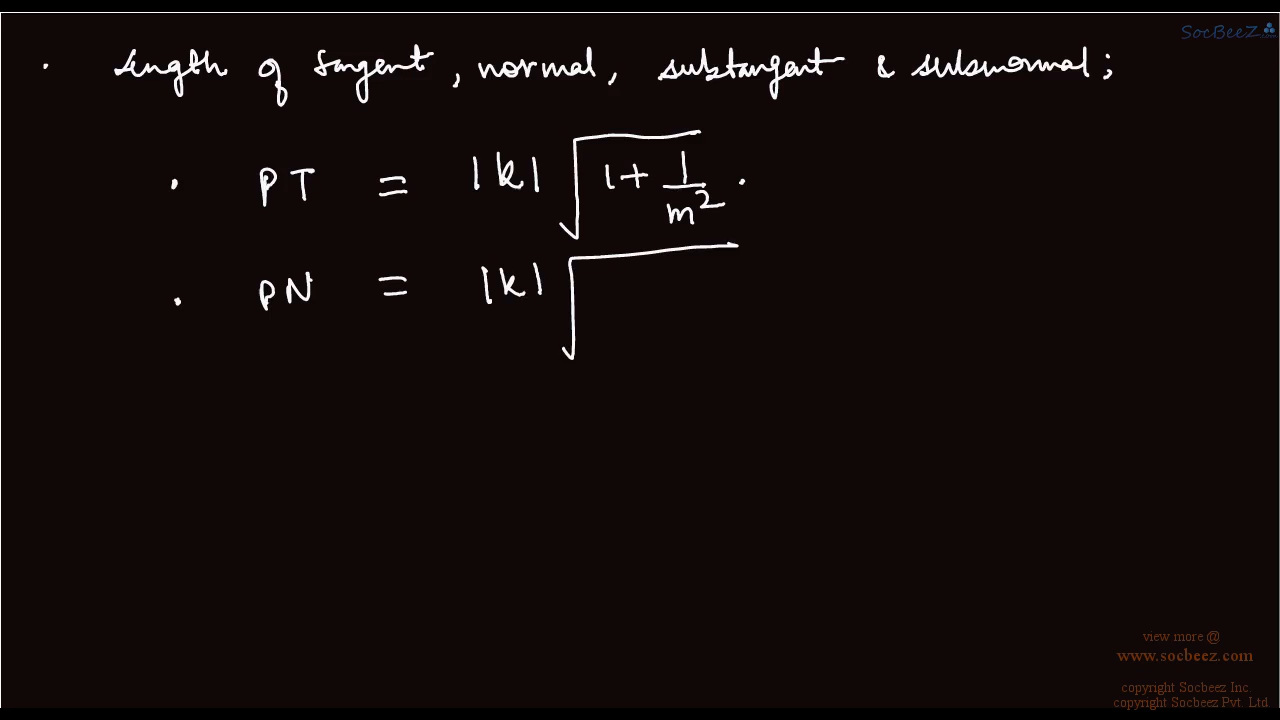 SocBeeZ.com
· Length of tangent, normal, subtangent & subnormal;
· PT = |k| √(1 + 1/m²) .
· PN = |k| √
view more @
www.socbeez.com
copyright Socbeez Inc.
copyright Socbeez Pvt. Ltd.